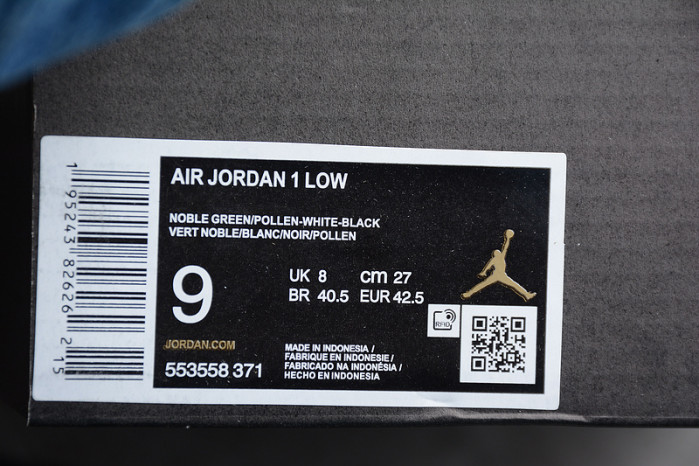 AIR JORDAN 1 LOW
NOBLE GREEN/POLLEN-WHITE-BLACK
VERT NOBLE/BLANC/NOIR/POLLEN
9
UK 8 cm 27
BR 40.5 EUR 42.5
RFID
JORDAN.COM
553558 371
MADE IN INDONESIA /
FABRIQUE EN INDONESIE /
FABRICADO NA INDONÉSIA /
HECHO EN INDONESIA
1 95243 82626 2 15